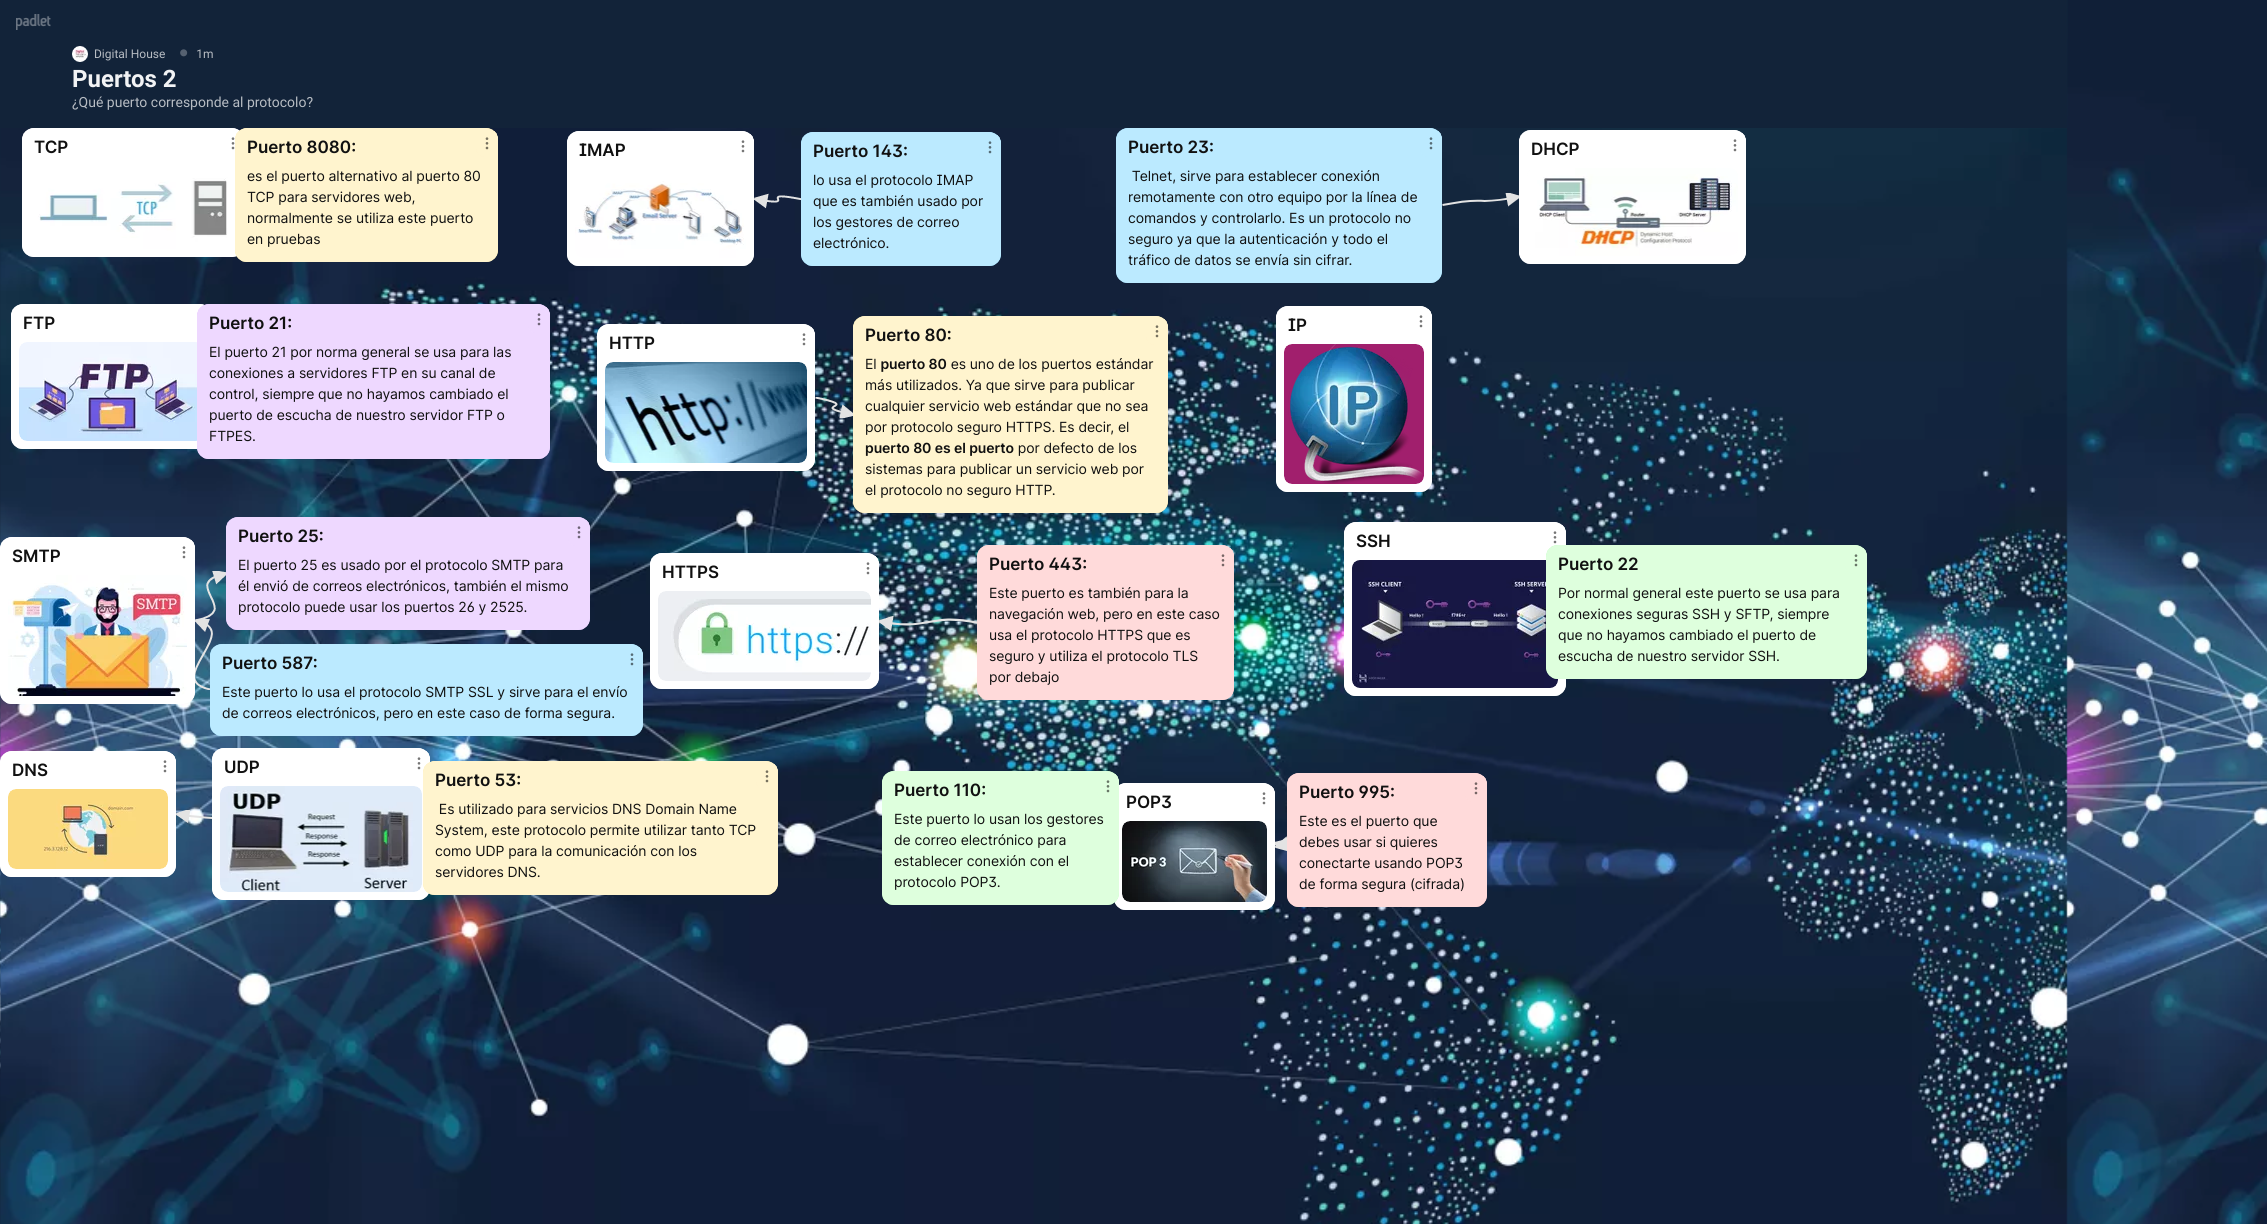 padlet
Digital House • 1m
Puertos 2
¿Qué puerto corresponde al protocolo?
TCP
TCP
Puerto 8080:
es el puerto alternativo al puerto 80
TCP para servidores web,
normalmente se utiliza este puerto
en pruebas
IMAP
Email Server
Puerto 143:
lo usa el protocolo IMAP
que es también usado por
los gestores de correo
electrónico.
Puerto 23:
Telnet, sirve para establecer conexión
remotamente con otro equipo por la línea de
comandos y controlarlo. Es un protocolo no
seguro ya que la autenticación y todo el
tráfico de datos se envía sin cifrar.
DHCP
DHCP Client
Router
DHCP Server
DHCP
Dynamic Host
Configuration Protocol
FTP
FTP
Puerto 21:
El puerto 21 por norma general se usa para las
conexiones a servidores FTP en su canal de
control, siempre que no hayamos cambiado el
puerto de escucha de nuestro servidor FTP o
FTPES.
HTTP
http://www
Puerto 80:
El puerto 80 es uno de los puertos estándar
más utilizados. Ya que sirve para publicar
cualquier servicio web estándar que no sea
por protocolo seguro HTTPS. Es decir, el
puerto 80 es el puerto por defecto de los
sistemas para publicar un servicio web por
el protocolo no seguro HTTP.
IP
IP
SMTP
SMTP
Puerto 25:
El puerto 25 es usado por el protocolo SMTP para
él envió de correos electrónicos, también el mismo
protocolo puede usar los puertos 26 y 2525.
Puerto 587:
Este puerto lo usa el protocolo SMTP SSL y sirve para el envío
de correos electrónicos, pero en este caso de forma segura.
HTTPS
https://
Puerto 443:
Este puerto es también para la
navegación web, pero en este caso
usa el protocolo HTTPS que es
seguro y utiliza el protocolo TLS
por debajo
SSH
SSH CLIENT
SSH SERVER
Puerto 22
Por normal general este puerto se usa para
conexiones seguras SSH y SFTP, siempre
que no hayamos cambiado el puerto de
escucha de nuestro servidor SSH.
DNS
domain.com
UDP
UDP
Request
Response
Response
Client
Server
Puerto 53:
Es utilizado para servicios DNS Domain Name
System, este protocolo permite utilizar tanto TCP
como UDP para la comunicación con los
servidores DNS.
Puerto 110:
Este puerto lo usan los gestores
de correo electrónico para
establecer conexión con el
protocolo POP3.
POP3
POP 3
Puerto 995:
Este es el puerto que
debes usar si quieres
conectarte usando POP3
de forma segura (cifrada)